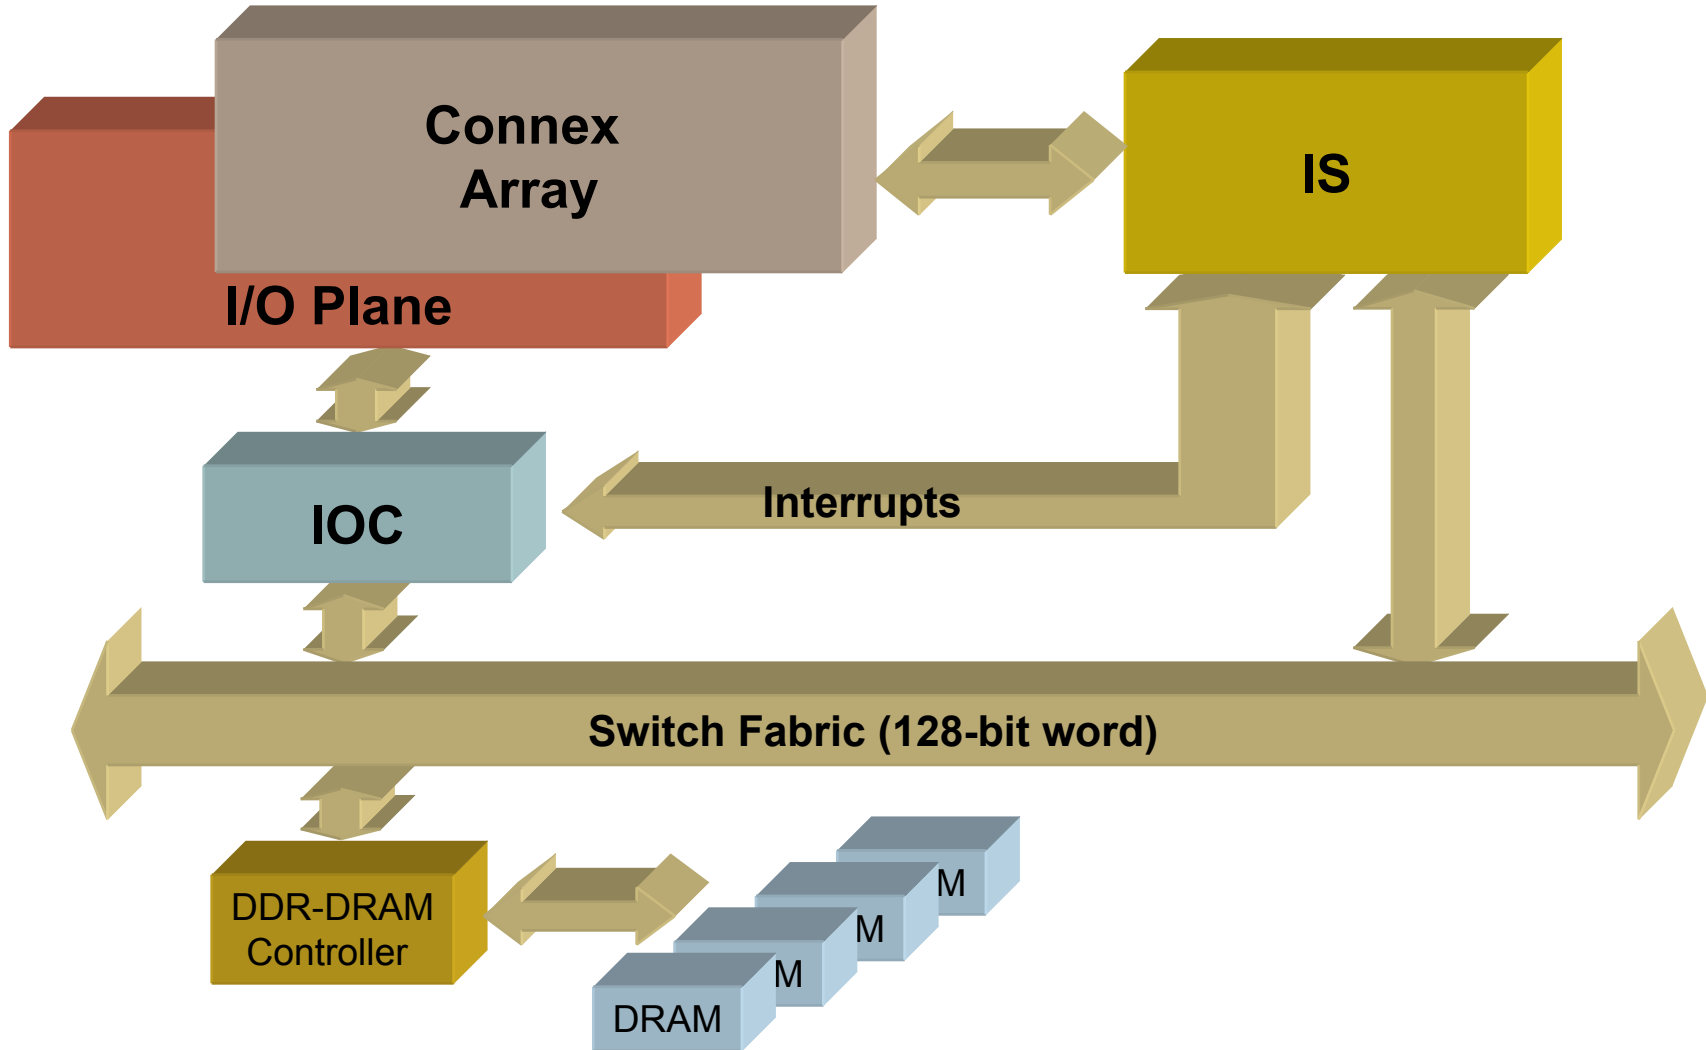 Connex
Array
IS
I/O Plane
IOC
Interrupts
Switch Fabric (128-bit word)
DDR-DRAM
Controller
M
M
M
DRAM